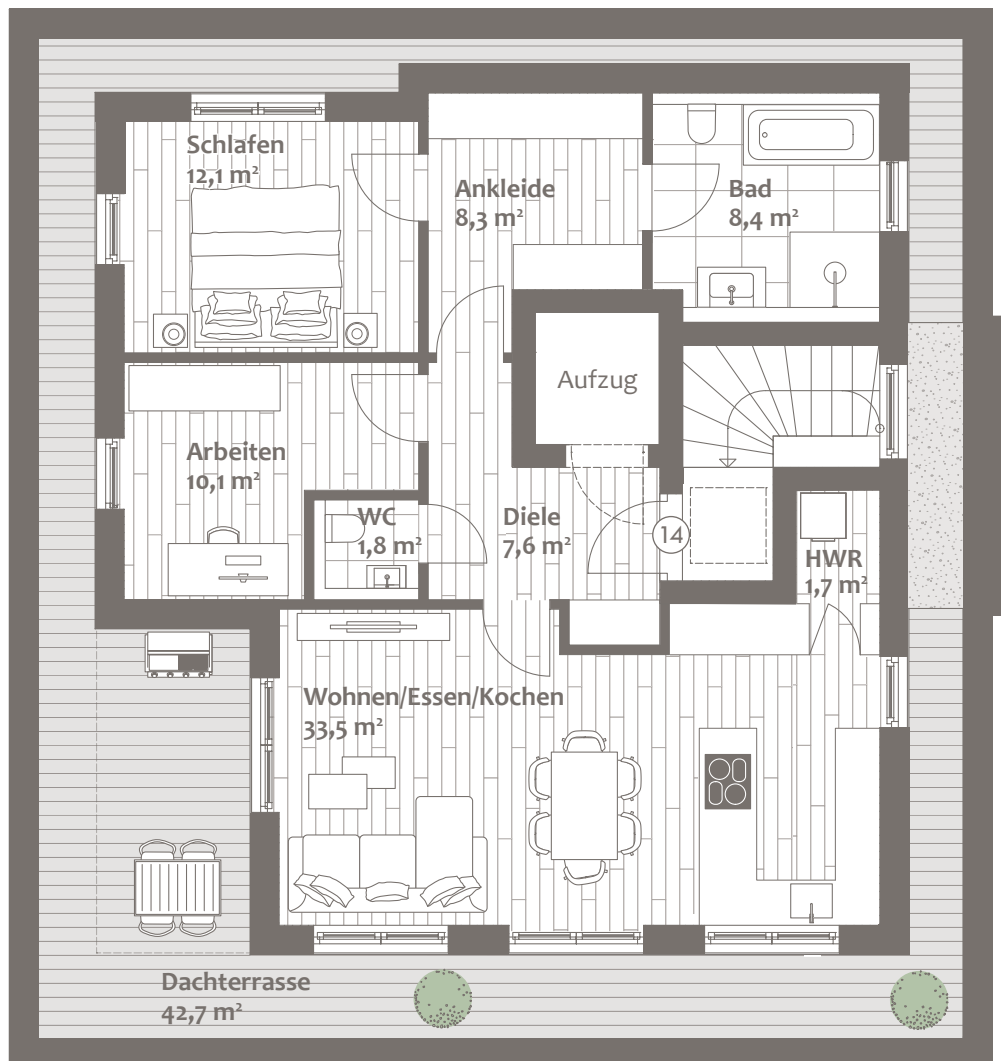 Schlafen
12,1 m²
Ankleide
8,3 m²
Bad
8,4 m²
Aufzug
Arbeiten
10,1 m²
WC
1,8 m²
Diele
7,6 m²
14
HWR
1,7 m²
Wohnen/Essen/Kochen
33,5 m²
Dachterrasse
42,7 m²